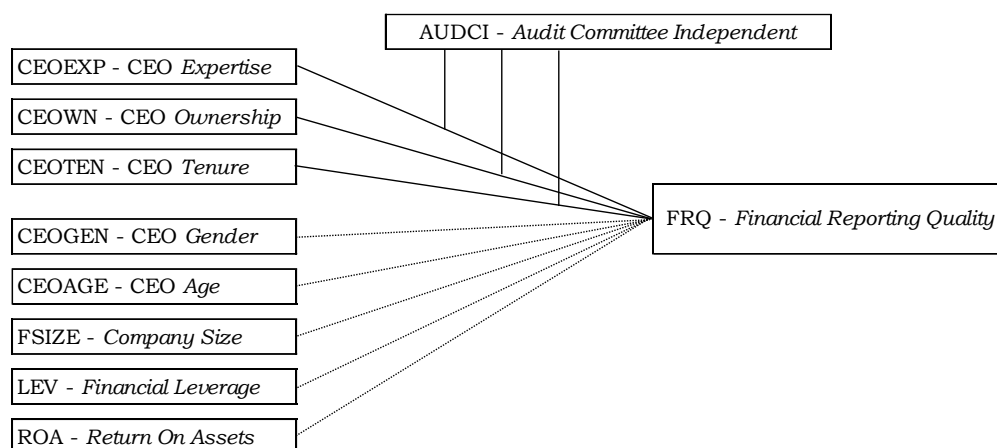 AUDCI - Audit Committee Independent
CEOEXP - CEO Expertise
CEOWN - CEO Ownership
CEOTEN - CEO Tenure
FRQ - Financial Reporting Quality
CEOGEN - CEO Gender
CEOAGE - CEO Age
FSIZE - Company Size
LEV - Financial Leverage
ROA - Return On Assets